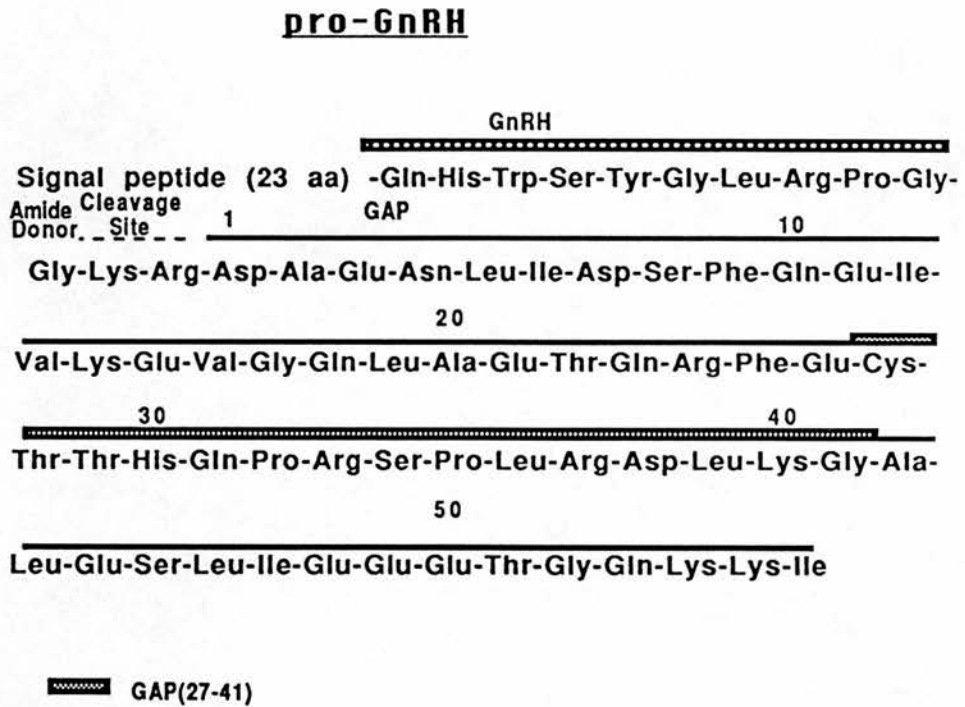 pro-GnRH
GnRH
Signal peptide (23 aa) -Gln-His-Trp-Ser-Tyr-Gly-Leu-Arg-Pro-Gly-
Amide Cleavage 1 GAP 10
Donor Site
Gly-Lys-Arg-Asp-Ala-Glu-Asn-Leu-Ile-Asp-Ser-Phe-Gln-Glu-Ile-
20
Val-Lys-Glu-Val-Gly-Gln-Leu-Ala-Glu-Thr-Gln-Arg-Phe-Glu-Cys-
30 40
Thr-Thr-His-Gln-Pro-Arg-Ser-Pro-Leu-Arg-Asp-Leu-Lys-Gly-Ala-
50
Leu-Glu-Ser-Leu-Ile-Glu-Glu-Glu-Thr-Gly-Gln-Lys-Lys-Ile
GAP(27-41)